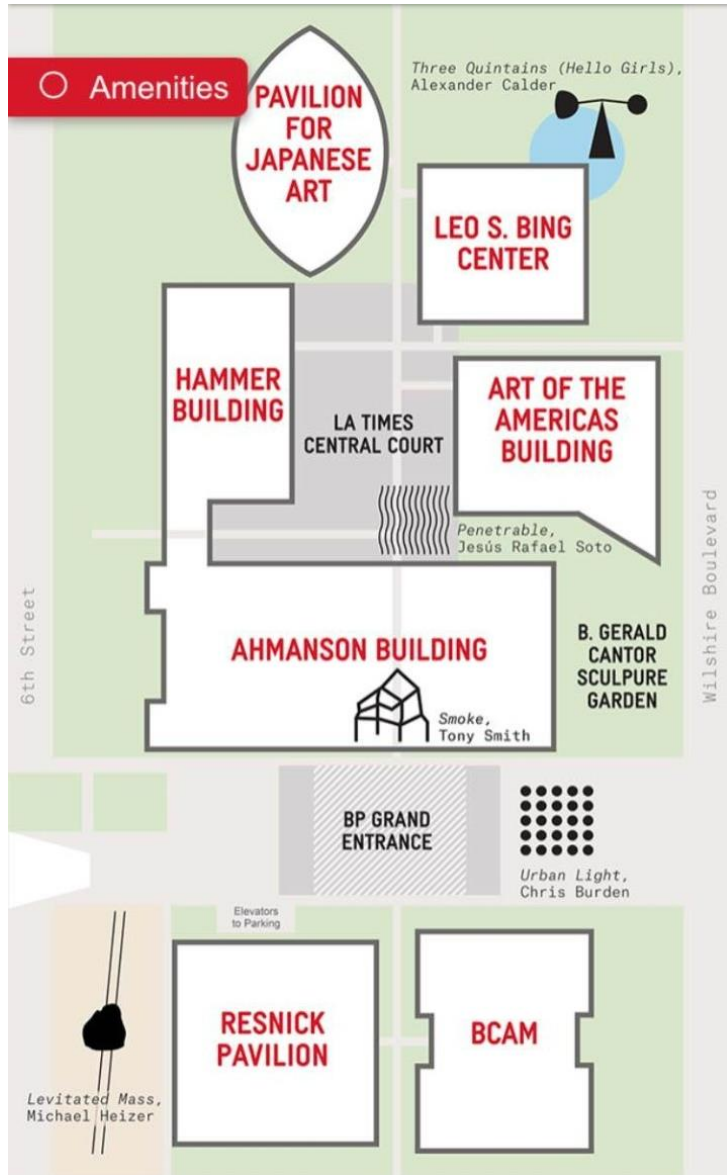 Amenities
Three Quintains (Hello Girls),
Alexander Calder
PAVILION
FOR
JAPANESE
ART
LEO S. BING
CENTER
HAMMER
BUILDING
LA TIMES
CENTRAL COURT
ART OF THE
AMERICAS
BUILDING
Penetrable,
Jesús Rafael Soto
6th Street
Wilshire Boulevard
AHMANSON BUILDING
Smoke,
Tony Smith
B. GERALD
CANTOR
SCULPURE
GARDEN
BP GRAND
ENTRANCE
Urban Light,
Chris Burden
Elevators
to Parking
RESNICK
PAVILION
BCAM
Levitated Mass,
Michael Heizer